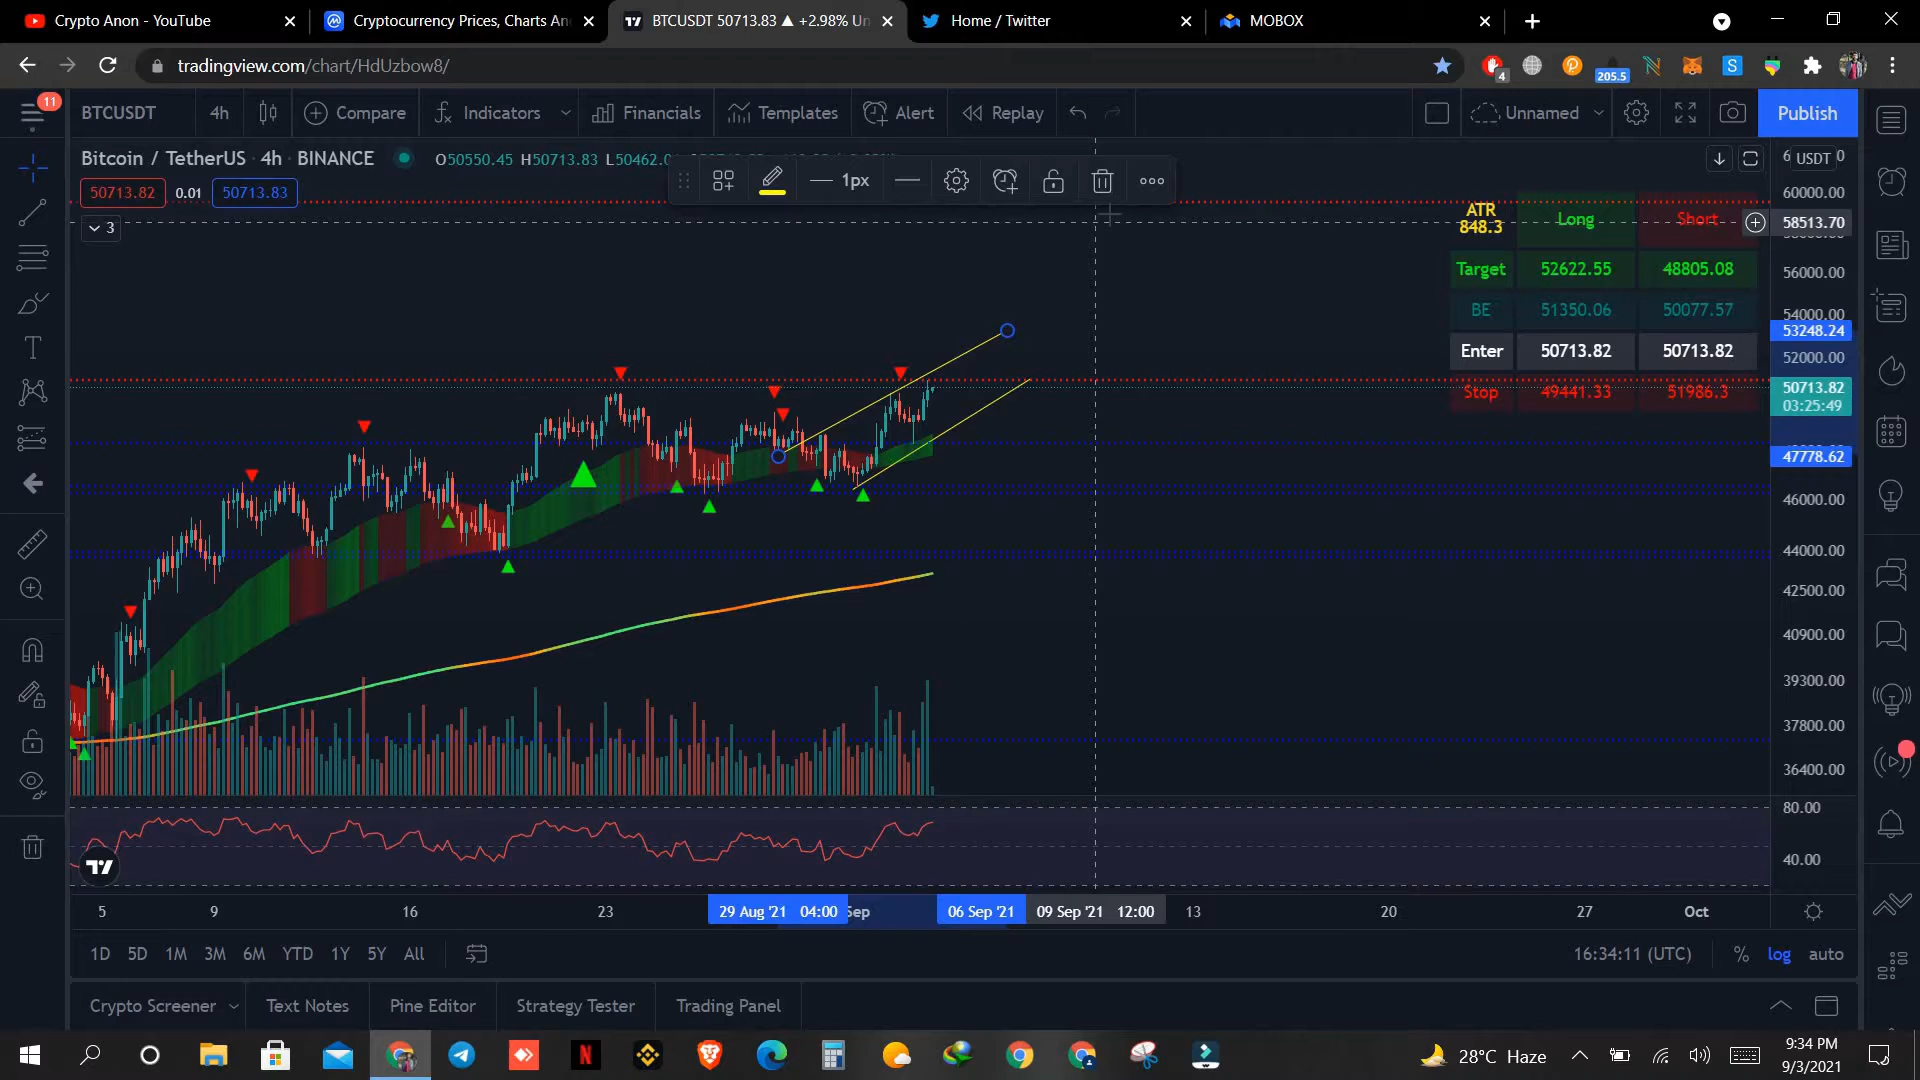 Crypto Anon - YouTube
Cryptocurrency Prices, Charts An
BTCUSDT 50713.83 ▲ +2.98% Un
Home / Twitter
MOBOX
tradingview.com/chart/HdUzbow8/
4
205.5
S
11
BTCUSDT
4h
Compare
Indicators
Financials
Templates
Alert
Replay
Unnamed
Publish
Bitcoin / TetherUS · 4h · BINANCE
O50550.45 H50713.83 L50462.0
USDT
50713.82
0.01
50713.83
1px
3
60000.00
58513.70
56000.00
54000.00
53248.24
52000.00
50713.82
03:25:49
47778.62
46000.00
44000.00
42500.00
40900.00
39300.00
37800.00
36400.00
80.00
40.00
ATR
848.3
Long
Short
Target
52622.55
48805.08
BE
51350.06
50077.57
Enter
50713.82
50713.82
Stop
49441.33
51986.3
T
5
9
16
23
29 Aug '21 04:00
Sep
06 Sep '21
09 Sep '21 12:00
13
20
27
Oct
1D 5D 1M 3M 6M YTD 1Y 5Y All
16:34:11 (UTC)
% log auto
Crypto Screener
Text Notes
Pine Editor
Strategy Tester
Trading Panel
N
28°C Haze
9:34 PM
9/3/2021